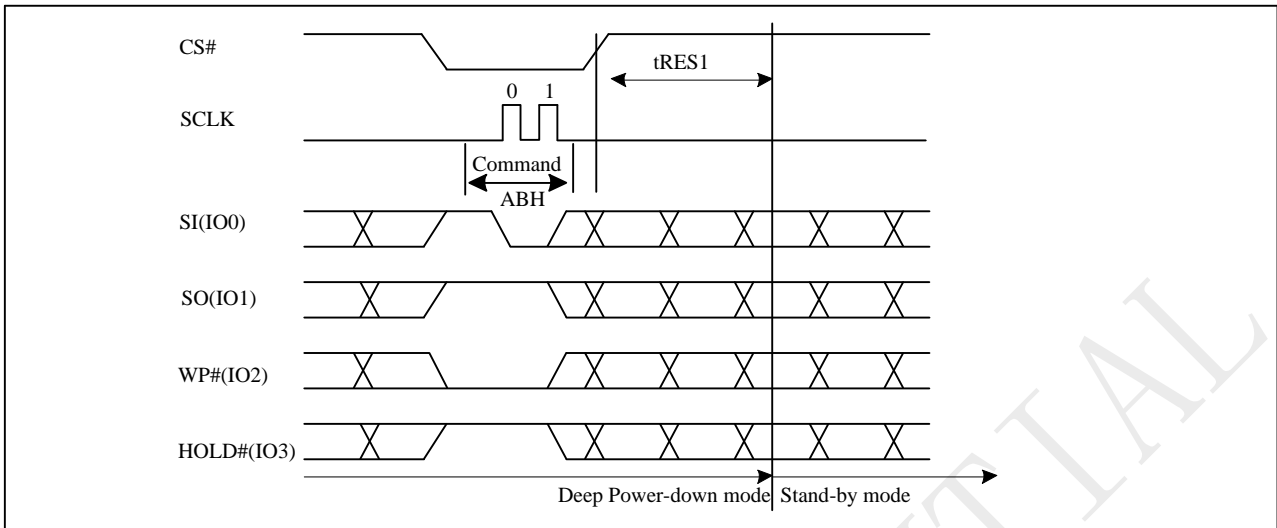 CS#
tRES1
0 1
SCLK
Command
ABH
SI(IO0)
SO(IO1)
WP#(IO2)
HOLD#(IO3)
Deep Power-down mode Stand-by mode
T I A L